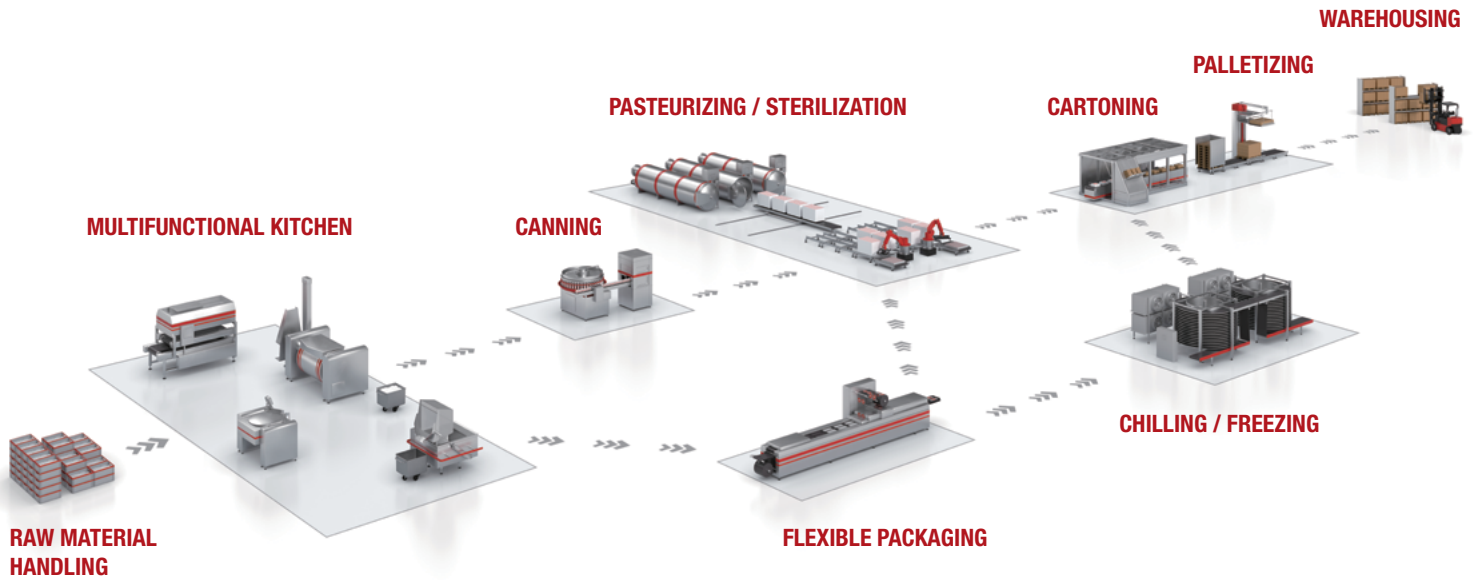 WAREHOUSING
PALLETIZING
PASTEURIZING / STERILIZATION
CARTONING
MULTIFUNCTIONAL KITCHEN
CANNING
CHILLING / FREEZING
RAW MATERIAL
HANDLING
FLEXIBLE PACKAGING